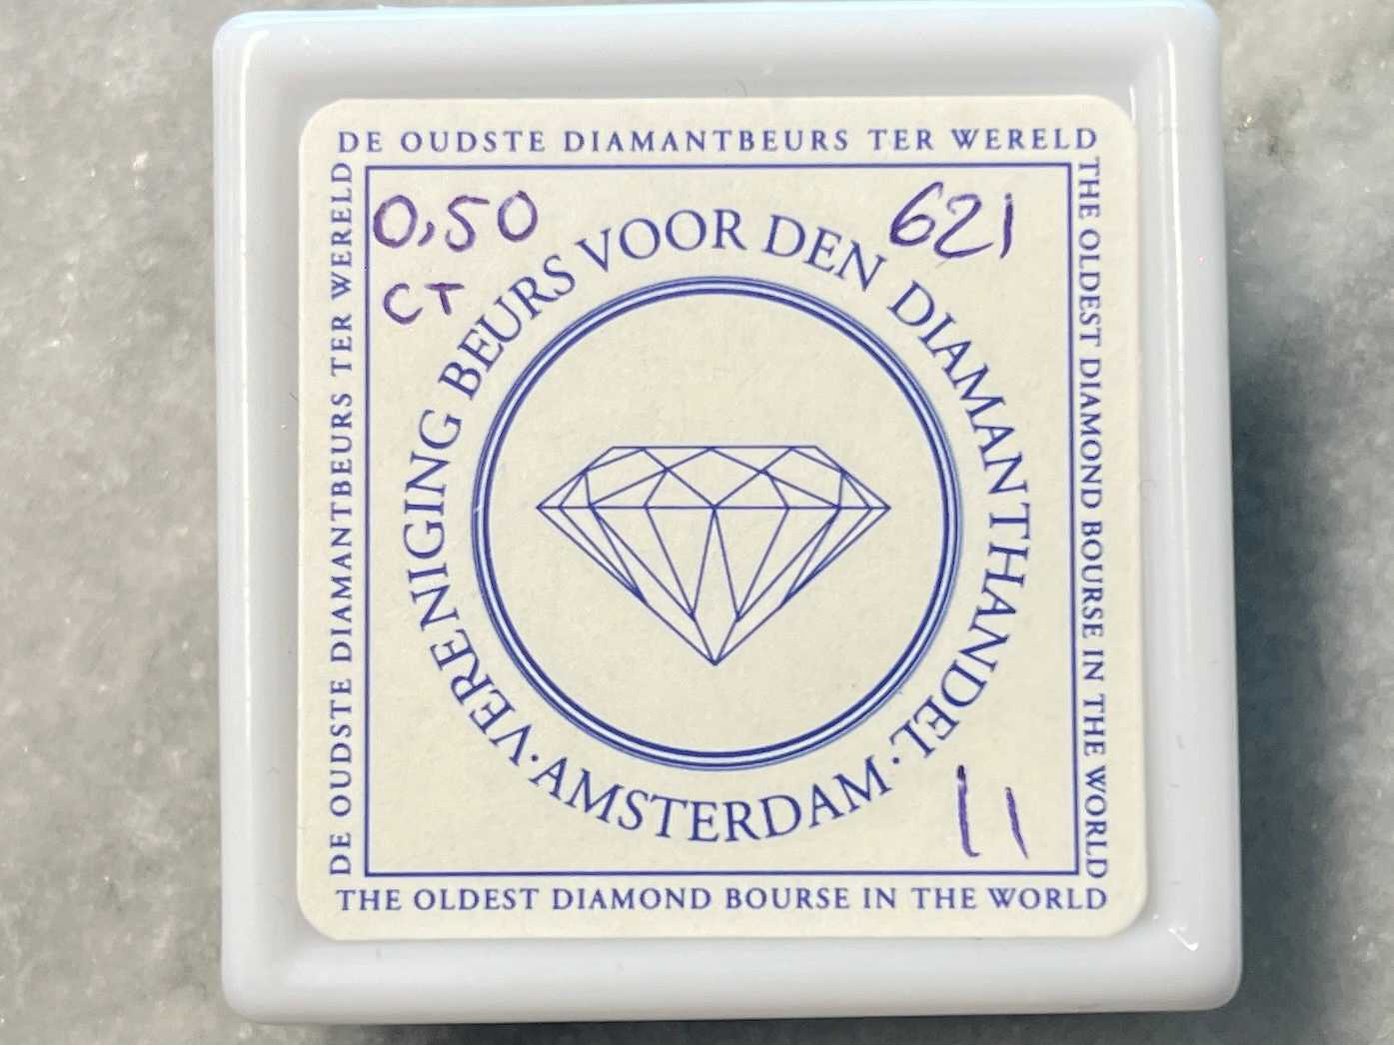 DE OUDSTE DIAMANTBEURS TER WERELD
DE OUDSTE DIAMANTBEURS TER WERELD
THE OLDEST DIAMOND BOURSE IN THE WORLD
0,50
CT
621
VERENIGING BEURS VOOR DEN DIAMANTHANDEL · AMSTERDAM ·
11
THE OLDEST DIAMOND BOURSE IN THE WORLD